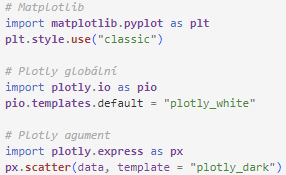 # Matplotlib
import matplotlib.pyplot as plt
plt.style.use("classic")
# Plotly globální
import plotly.io as pio
pio.templates.default = "plotly_white"
# Plotly agument
import plotly.express as px
px.scatter(data, template = "plotly_dark")